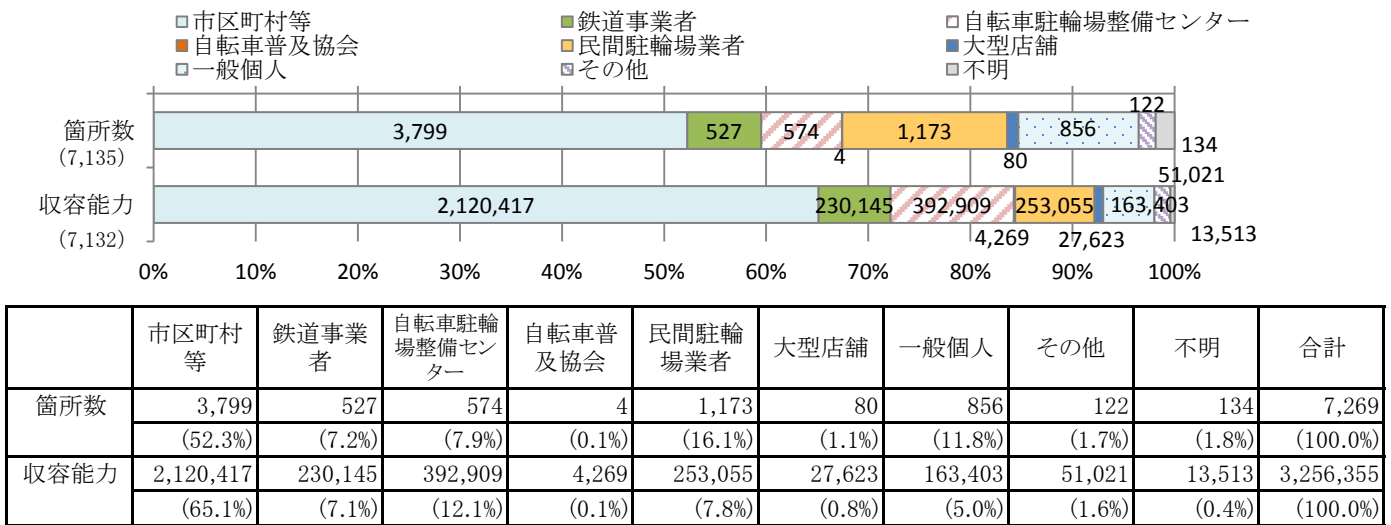 市区町村等 鉄道事業者 自転車駐輪場整備センター
自転車普及協会 民間駐輪場業者 大型店舗
一般個人 その他 不明
122
箇所数 3,799 527 574 1,173 856
(7,135) 4 80 134
51,021
収容能力 2,120,417 230,145 392,909 253,055 163,403
(7,132) 4,269 27,623 13,513
0% 10% 20% 30% 40% 50% 60% 70% 80% 90% 100%
市区町村等 鉄道事業者 自転車駐輪場整備センター 自転車普及協会 民間駐輪場業者 大型店舗 一般個人 その他 不明 合計
箇所数 3,799 527 574 4 1,173 80 856 122 134 7,269
(52.3%) (7.2%) (7.9%) (0.1%) (16.1%) (1.1%) (11.8%) (1.7%) (1.8%) (100.0%)
収容能力 2,120,417 230,145 392,909 4,269 253,055 27,623 163,403 51,021 13,513 3,256,355
(65.1%) (7.1%) (12.1%) (0.1%) (7.8%) (0.8%) (5.0%) (1.6%) (0.4%) (100.0%)